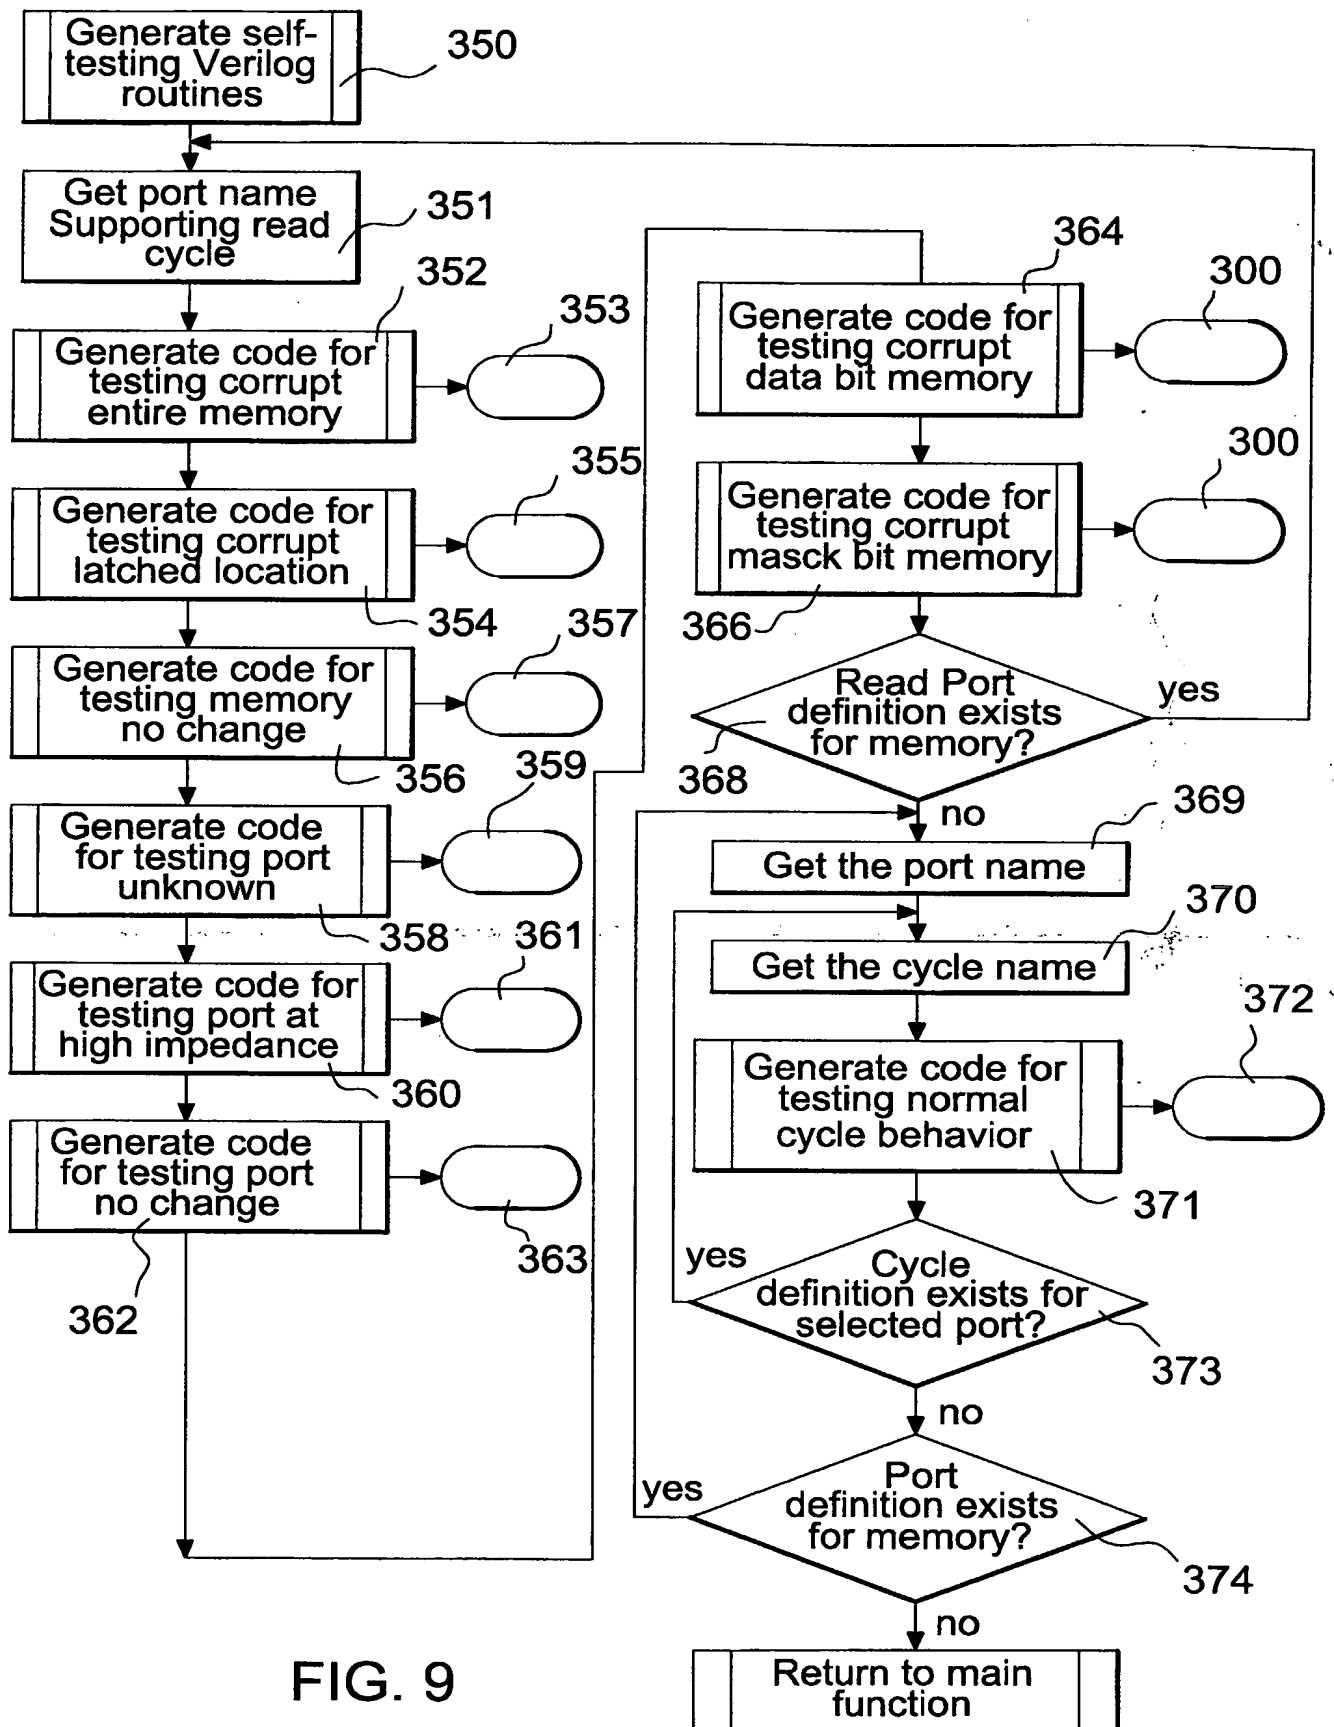 Generate self-
testing Verilog
routines
350
Get port name
Supporting read
cycle
351
352
Generate code for
testing corrupt
entire memory
353
Generate code for
testing corrupt
latched location
355
354
Generate code for
testing memory
no change
357
356
Generate code
for testing port
unknown
359
358
Generate code for
testing port at
high impedance
361
360
Generate code
for testing port
no change
363
362
364
Generate code for
testing corrupt
data bit memory
300
Generate code for
testing corrupt
masck bit memory
300
366
Read Port
definition exists
for memory?
yes
368
no
369
Get the port name
370
Get the cycle name
Generate code for
testing normal
cycle behavior
372
371
yes
Cycle
definition exists for
selected port?
373
no
yes
Port
definition exists
for memory?
374
no
Return to main
function
FIG. 9